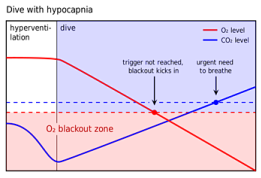 Dive with hypocapnia
hyperventi-
lation
dive
O₂ level
CO₂ level
trigger not reached,
blackout kicks in
urgent need
to breathe
O₂ blackout zone